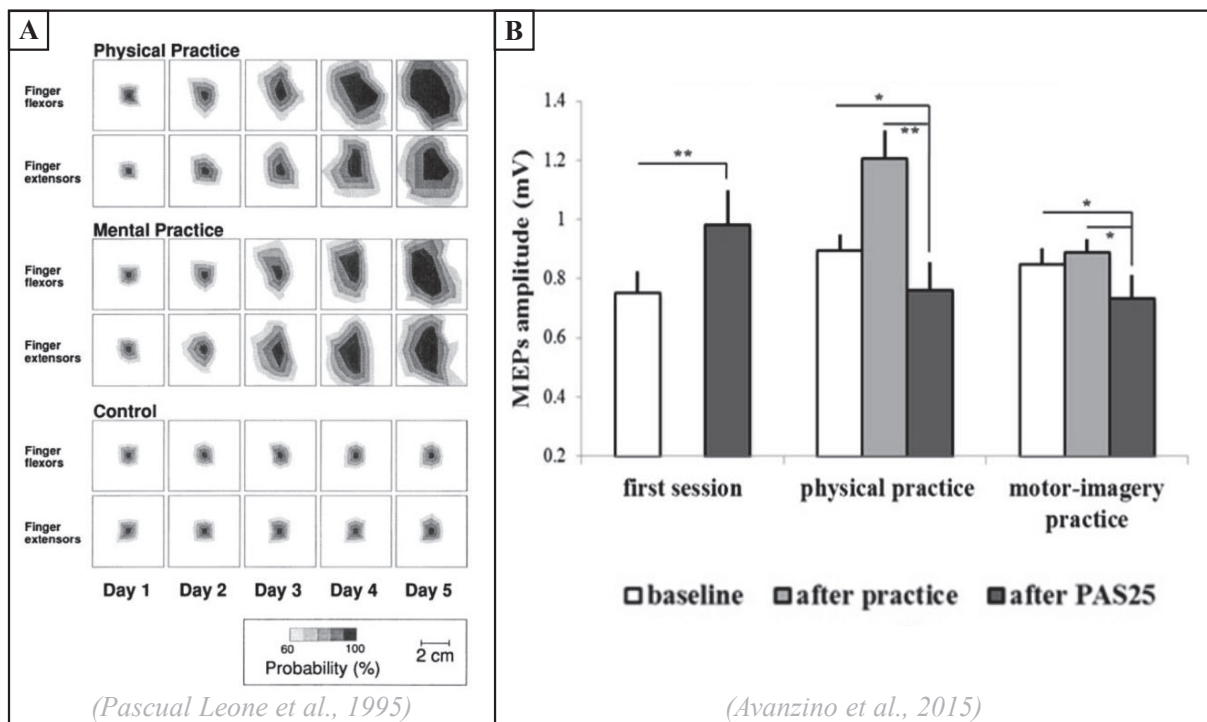 A
Physical Practice
Finger
flexors
Finger
extensors
Mental Practice
Finger
flexors
Finger
extensors
Control
Finger
flexors
Finger
extensors
Day 1 Day 2 Day 3 Day 4 Day 5
60 100
Probability (%)
2 cm
(Pascual Leone et al., 1995)
B
MEPs amplitude (mV)
1.4
1.2
1
0.8
0.6
0.4
0.2
**
*
**
*
*
first session physical practice motor-imagery
practice
baseline after practice after PAS25
(Avanzino et al., 2015)